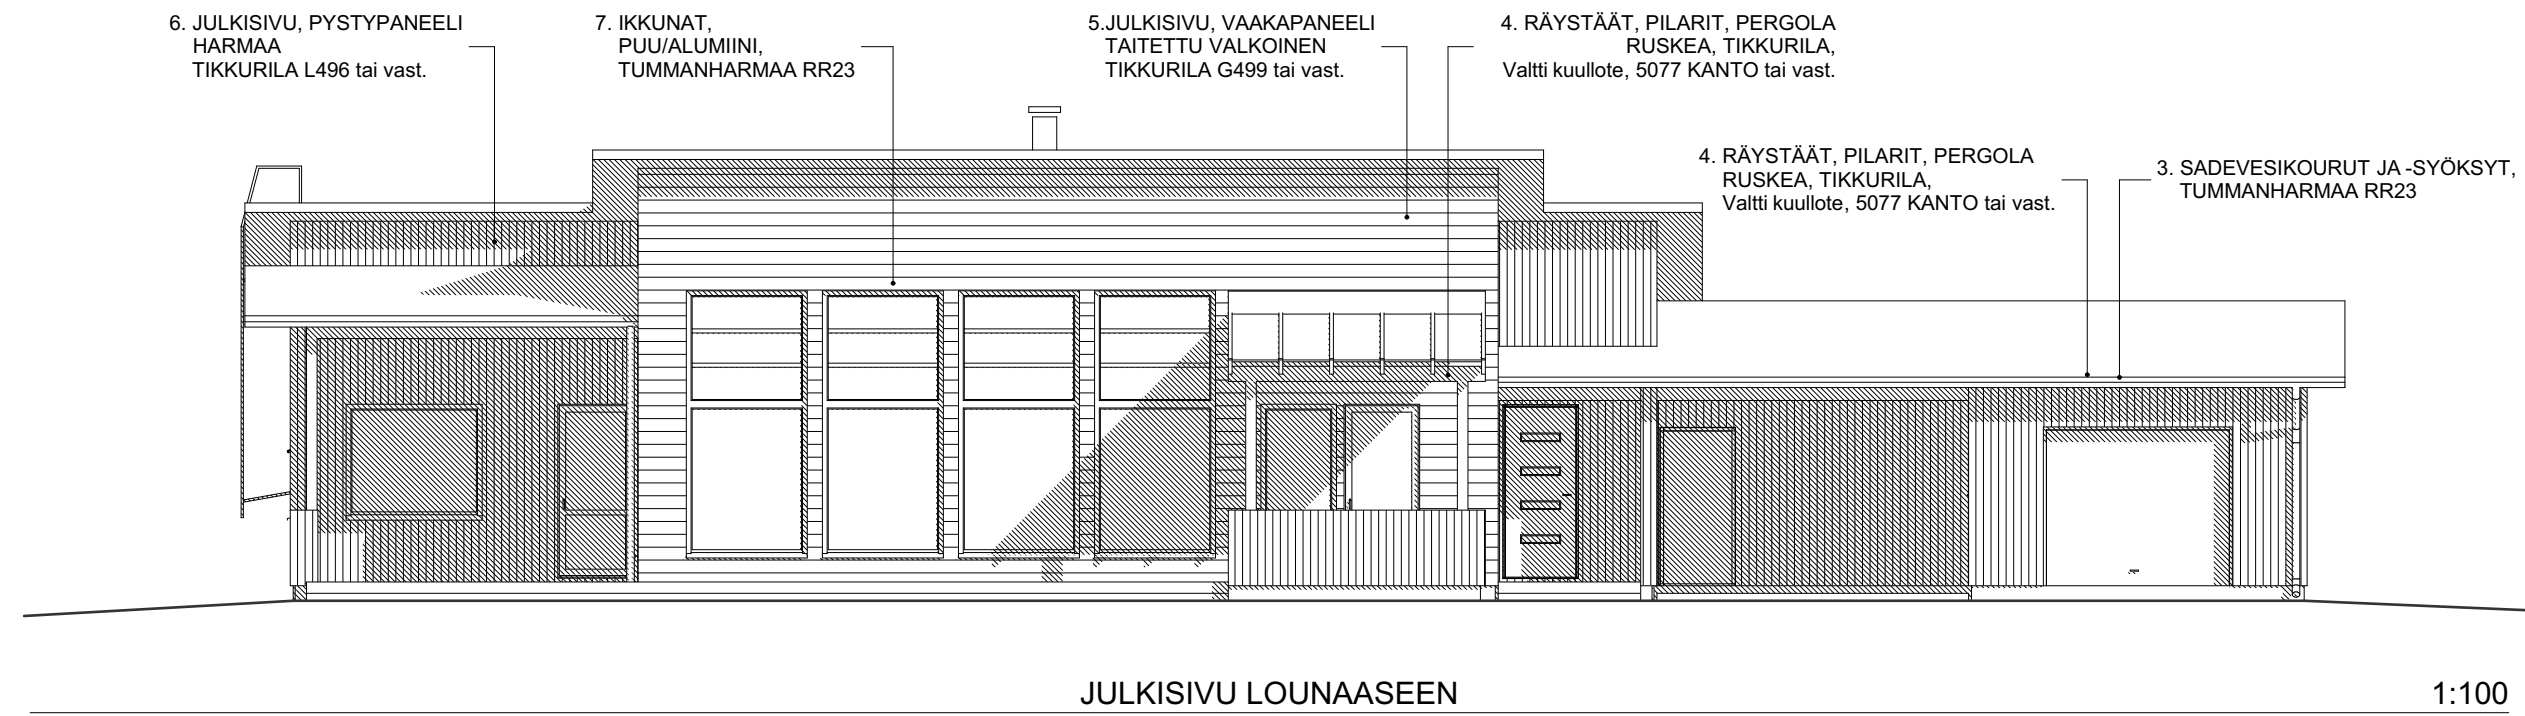 6. JULKISIVU, PYSTYPANEELI
HARMAA
TIKKURILA L496 tai vast.
7. IKKUNAT,
PUU/ALUMIINI,
TUMMANHARMAA RR23
5.JULKISIVU, VAAKAPANEELI
TAITETTU VALKOINEN
TIKKURILA G499 tai vast.
4. RÄYSTÄÄT, PILARIT, PERGOLA
RUSKEA, TIKKURILA,
Valtti kuullote, 5077 KANTO tai vast.
4. RÄYSTÄÄT, PILARIT, PERGOLA
RUSKEA, TIKKURILA,
Valtti kuullote, 5077 KANTO tai vast.
3. SADEVESIKOURUT JA -SYÖKSYT,
TUMMANHARMAA RR23
JULKISIVU LOUNAASEEN
1:100